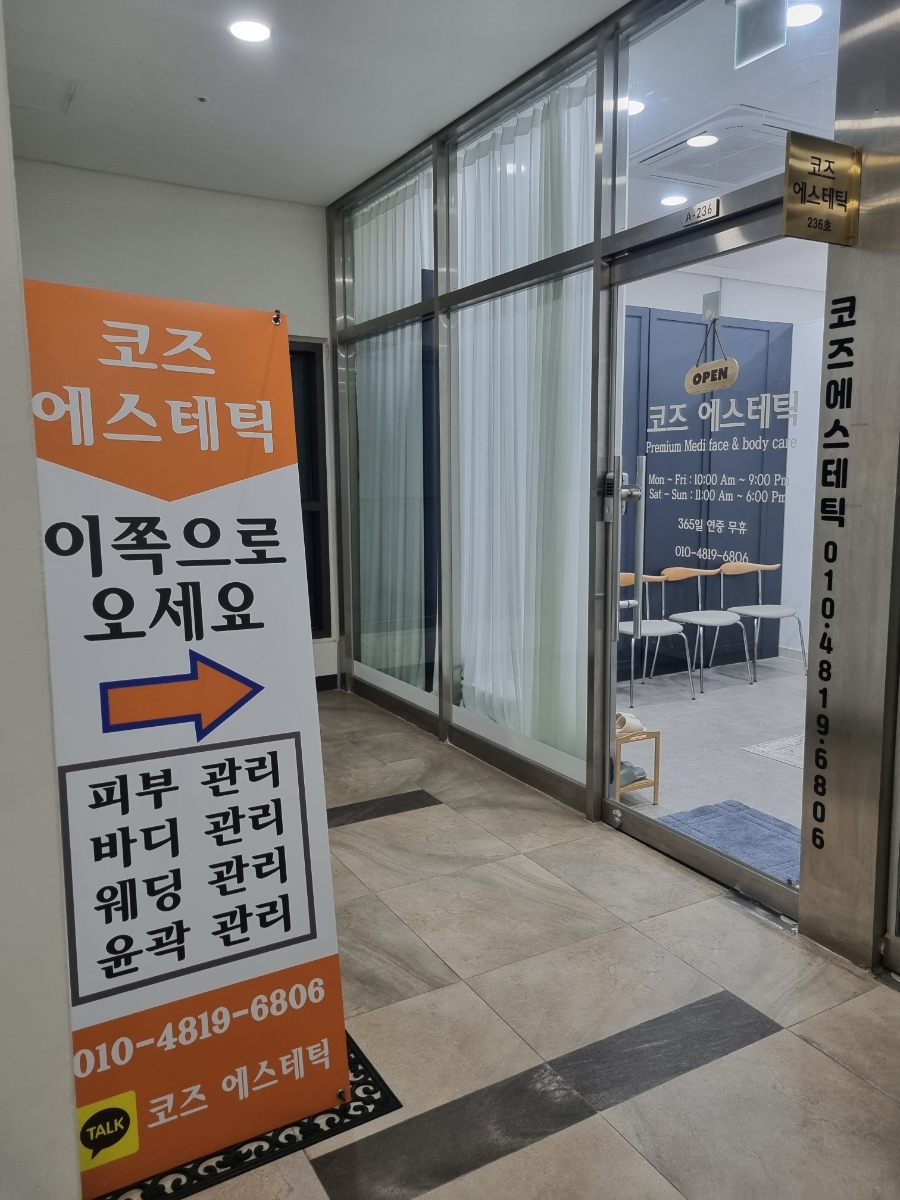 코즈
에스테틱
이쪽으로
오세요
피부 관리
바디 관리
웨딩 관리
윤곽 관리
010-4819-6806
TALK
코즈 에스테틱
A-236
OPEN
코즈 에스테틱
Premium Medi face & body care
Mon ~ Fri : 10:00 Am ~ 9:00 Pm
Sat ~ Sun : 11:00 Am ~ 6:00 Pm
365일 연중 무휴
010-4819-6806
코즈
에스테틱
236호
코즈에스테틱 010.4819.6806